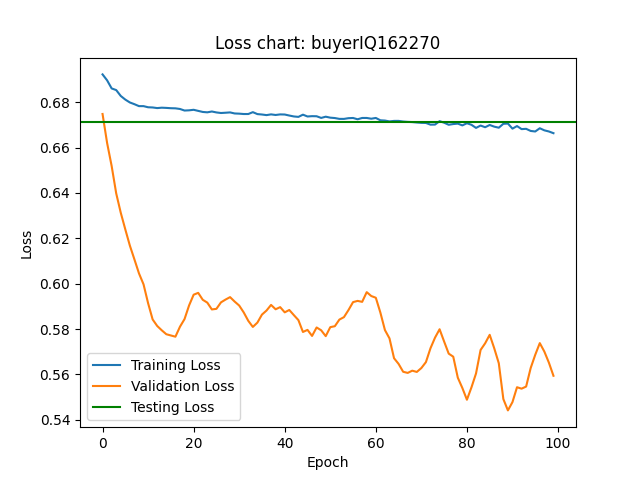 Loss chart: buyerIQ162270
Loss
0.68
0.66
0.64
0.62
0.60
0.58
0.56
0.54
Training Loss
Validation Loss
Testing Loss
0 20 40 60 80 100
Epoch